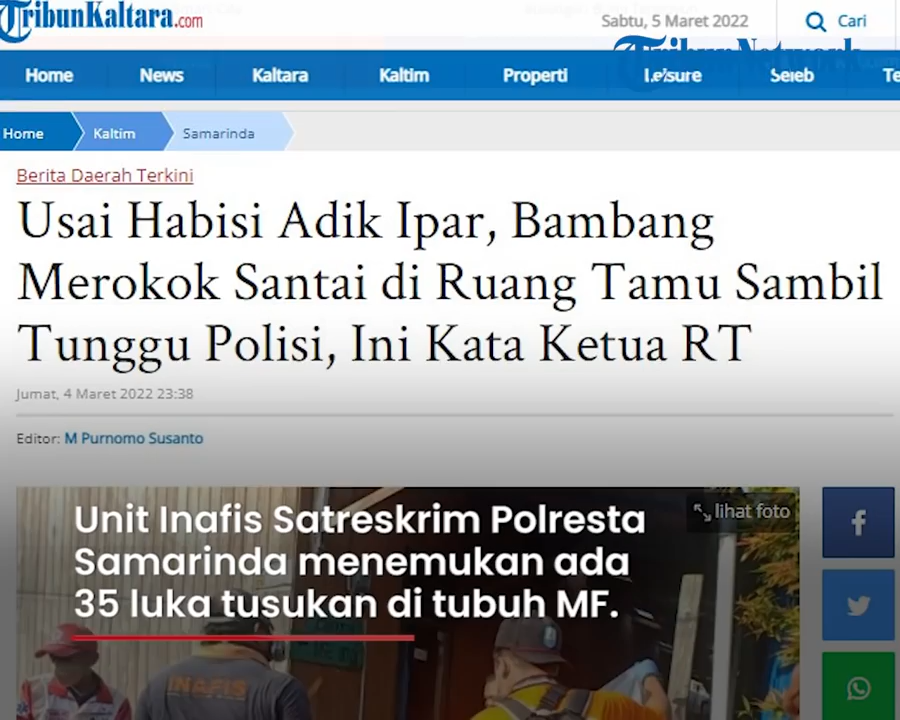 TribunKaltara.com
Sabtu, 5 Maret 2022
Cari
TribunNetwork
Home News Kaltara Kaltim Properti Leisure Seleb Te
Home Kaltim Samarinda
Berita Daerah Terkini
Usai Habisi Adik Ipar, Bambang
Merokok Santai di Ruang Tamu Sambil
Tunggu Polisi, Ini Kata Ketua RT
Jumat, 4 Maret 2022 23:38
Editor: M Purnomo Susanto
lihat foto
Unit Inafis Satreskrim Polresta
Samarinda menemukan ada
35 luka tusukan di tubuh MF.
INAFIS